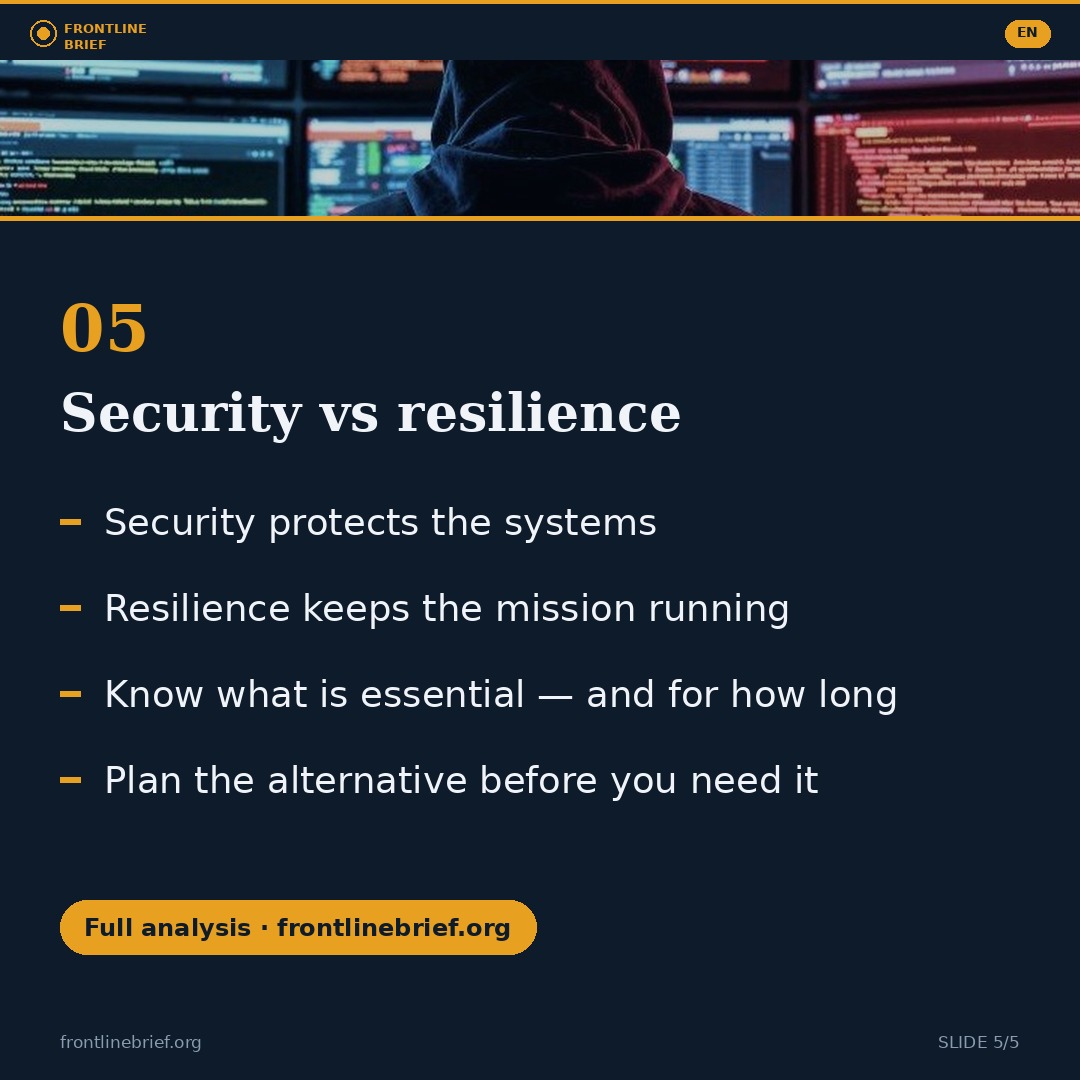 FRONTLINE
BRIEF
EN
05
Security vs resilience
Security protects the systems
Resilience keeps the mission running
Know what is essential — and for how long
Plan the alternative before you need it
Full analysis · frontlinebrief.org
frontlinebrief.org
SLIDE 5/5